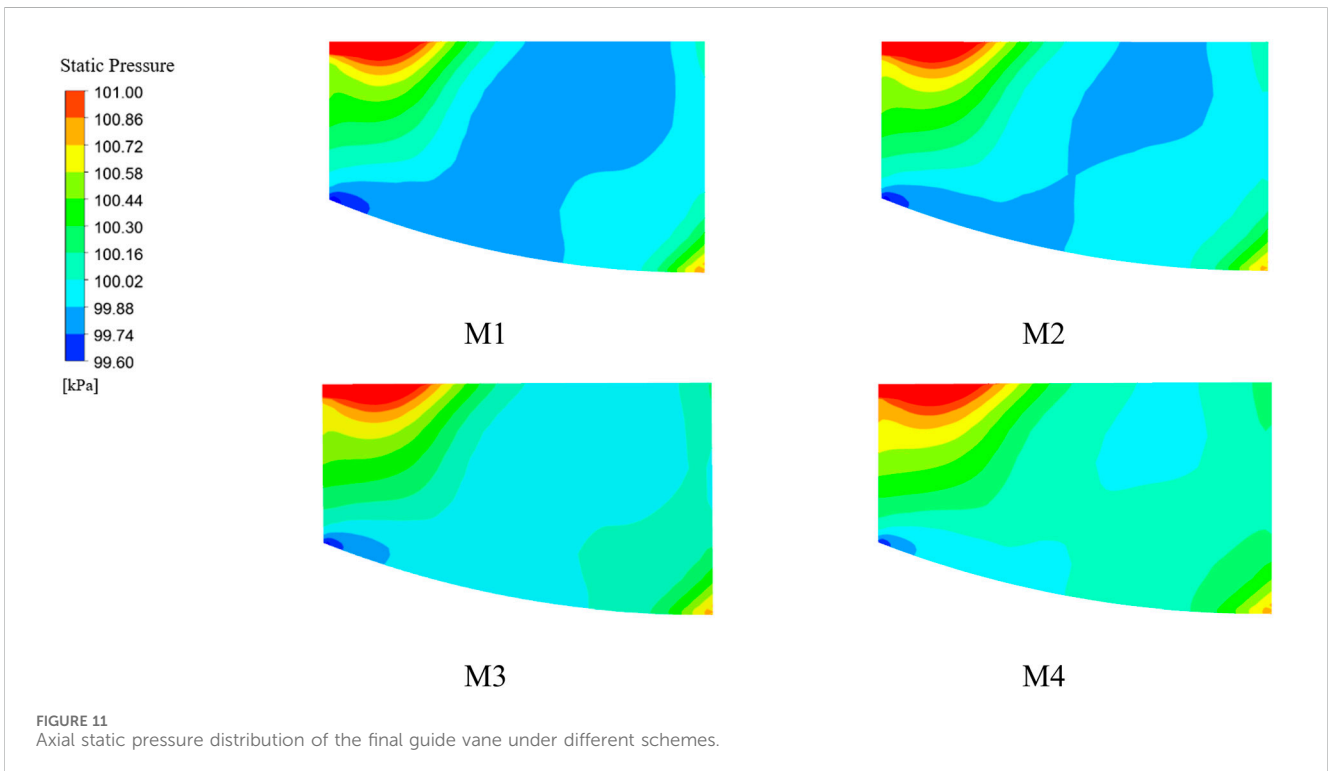 Static Pressure
101.00
100.86
100.72
100.58
100.44
100.30
100.16
100.02
99.88
99.74
99.60
[kPa]
M1
M2
M3
M4
FIGURE 11
Axial static pressure distribution of the final guide vane under different schemes.